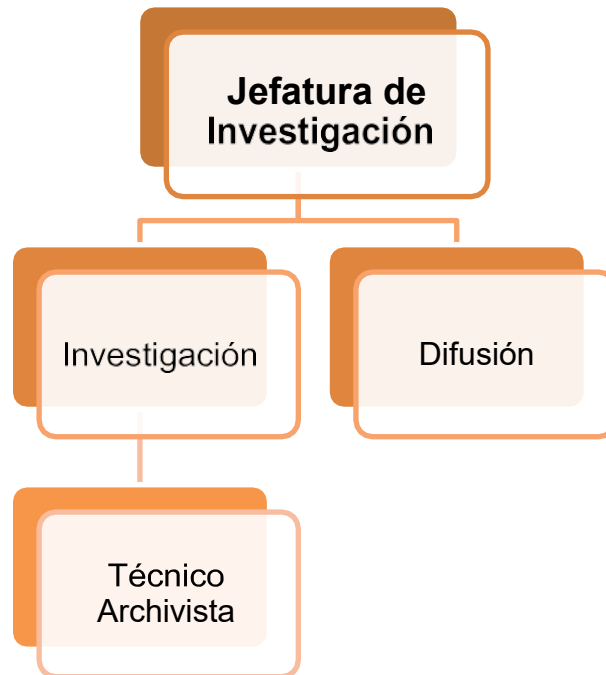 Jefatura de
Investigación
Investigación
Difusión
Técnico
Archivista